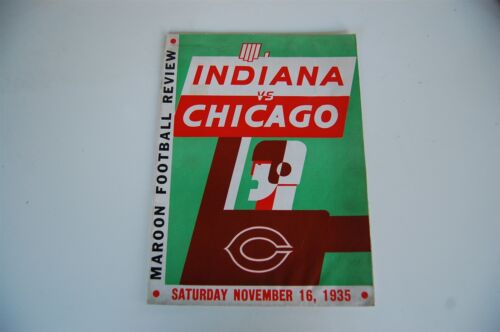 MAROON FOOTBALL REVIEW
INDIANA
VS
CHICAGO
C
SATURDAY NOVEMBER 16, 1935